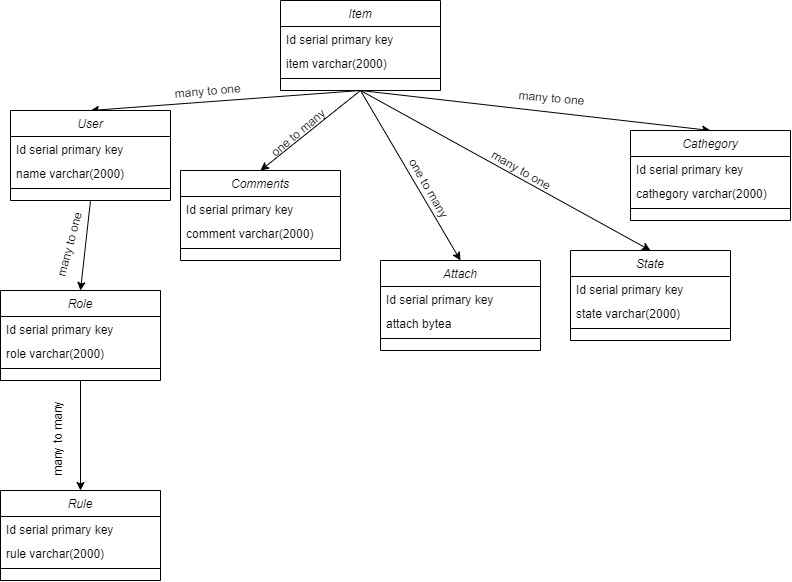 Item
Id serial primary key
item varchar(2000)
many to one
one to many
one to many
many to one
many to one
User
Id serial primary key
name varchar(2000)
Comments
Id serial primary key
comment varchar(2000)
Cathegory
Id serial primary key
cathegory varchar(2000)
Attach
Id serial primary key
attach bytea
State
Id serial primary key
state varchar(2000)
many to one
Role
Id serial primary key
role varchar(2000)
many to many
Rule
Id serial primary key
rule varchar(2000)